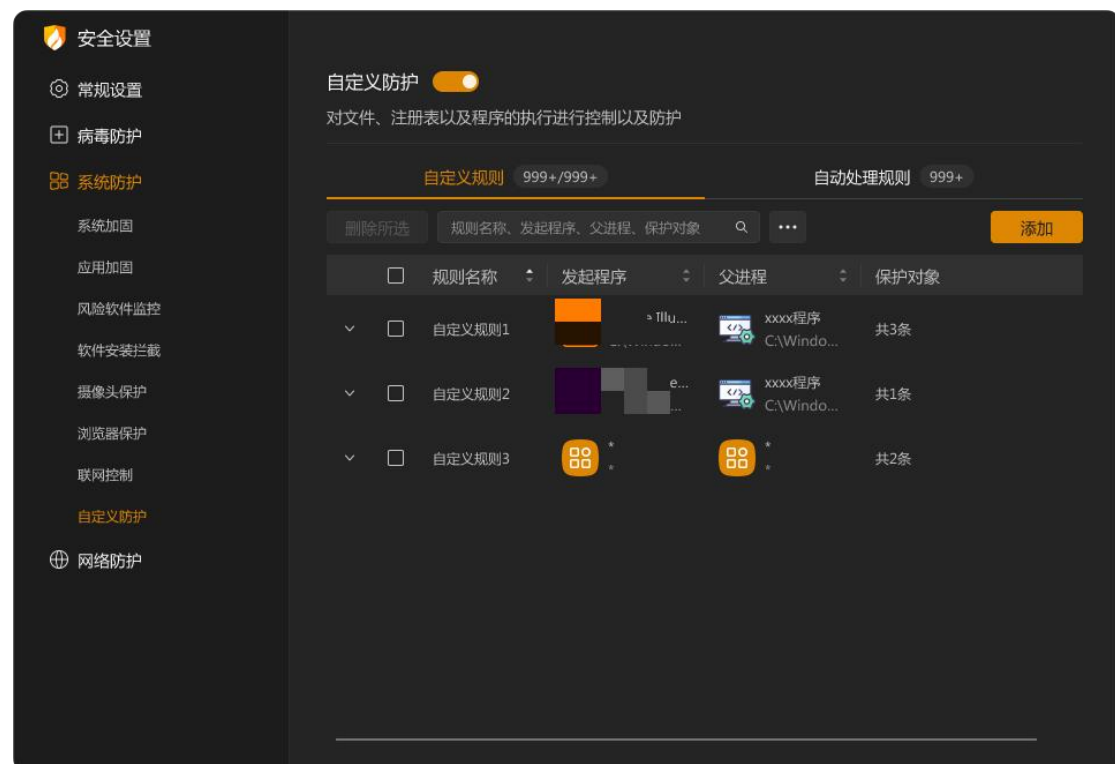 安全设置
常规设置
病毒防护
系统防护
系统加固
应用加固
风险软件监控
软件安装拦截
摄像头保护
浏览器保护
联网控制
自定义防护
网络防护
自定义防护
对文件、注册表以及程序的执行进行控制以及防护
自定义规则 999+/999+ 自动处理规则 999+
删除所选 规则名称、发起程序、父进程、保护对象 ••• 添加
规则名称 发起程序 父进程 保护对象
自定义规则1 Illu... xxxx程序 共3条
C:\Windo...
自定义规则2 e... xxxx程序 共1条
... C:\Windo...
自定义规则3 * * 共2条
* *